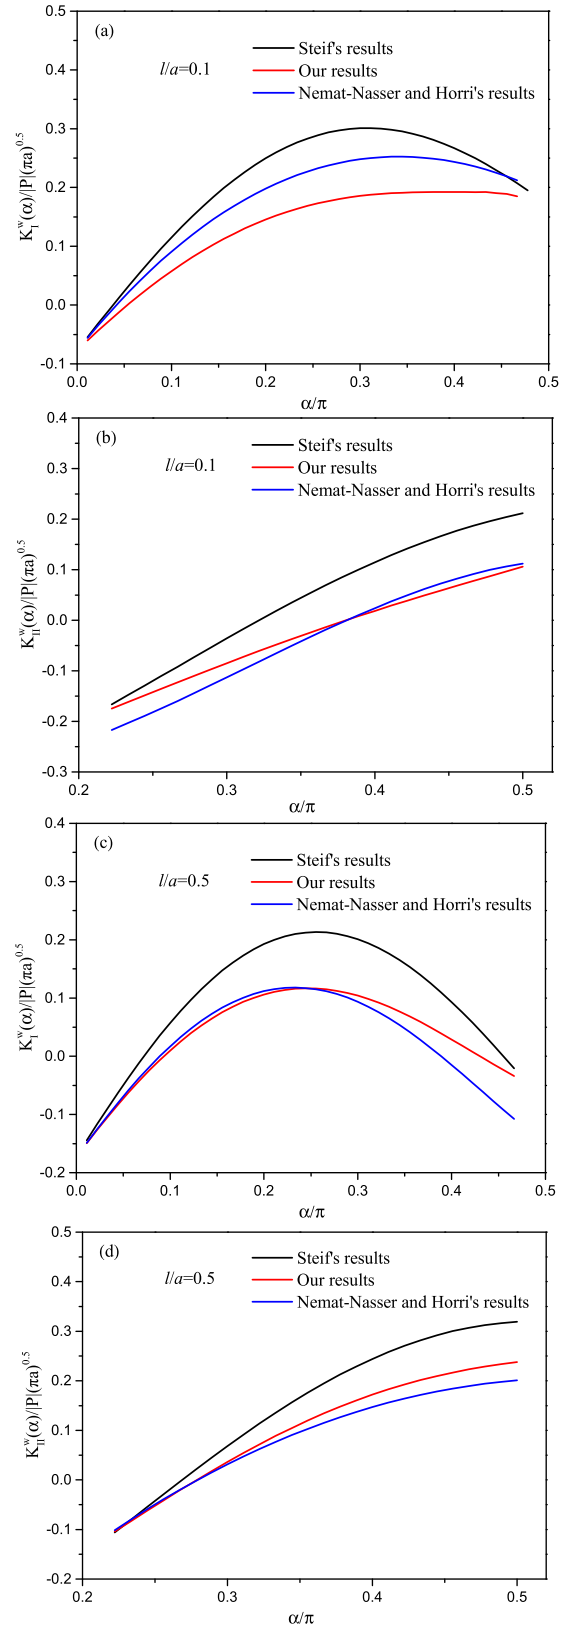 (a)
l/a=0.1
Steif's results
Our results
Nemat-Nasser and Horri's results
K_I^w(α)/|P|(πa)^0.5
0.5
0.4
0.3
0.2
0.1
0.0
-0.1
0.0 0.1 0.2 0.3 0.4 0.5
α/π
(b)
l/a=0.1
Steif's results
Our results
Nemat-Nasser and Horri's results
K_II^w(α)/|P|(πa)^0.5
0.4
0.3
0.2
0.1
0.0
-0.1
-0.2
-0.3
0.2 0.3 0.4 0.5
α/π
(c)
l/a=0.5
Steif's results
Our results
Nemat-Nasser and Horri's results
K_I^w(α)/|P|(πa)^0.5
0.4
0.3
0.2
0.1
0.0
-0.1
-0.2
0.0 0.1 0.2 0.3 0.4 0.5
α/π
(d)
l/a=0.5
Steif's results
Our results
Nemat-Nasser and Horri's results
K_II^w(α)/|P|(πa)^0.5
0.5
0.4
0.3
0.2
0.1
0.0
-0.1
-0.2
0.2 0.3 0.4 0.5
α/π